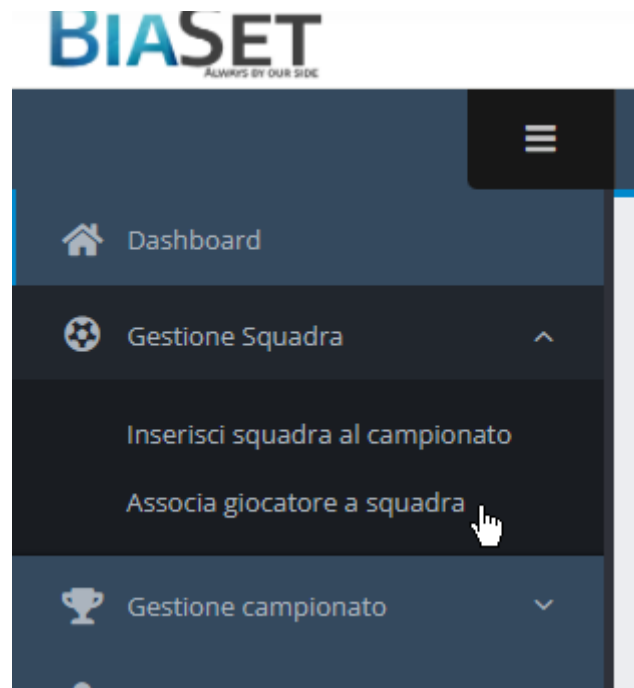 BIASET
ALWAYS BY OUR SIDE
Dashboard
Gestione Squadra
Inserisci squadra al campionato
Associa giocatore a squadra
Gestione campionato